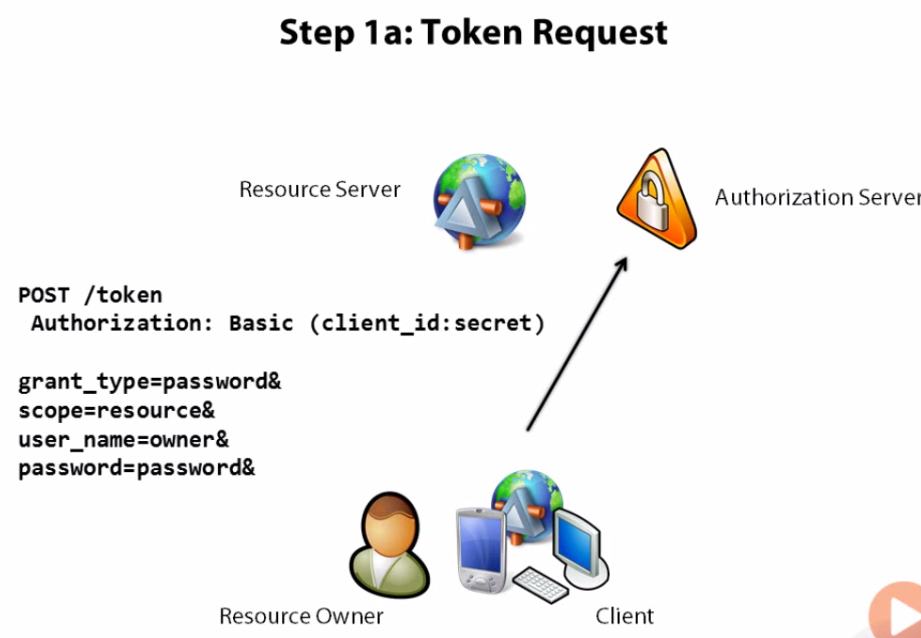 Step 1a: Token Request
Resource Server
Authorization Server
POST /token
Authorization: Basic (client_id:secret)
grant_type=password&
scope=resource&
user_name=owner&
password=password&
Resource Owner
Client